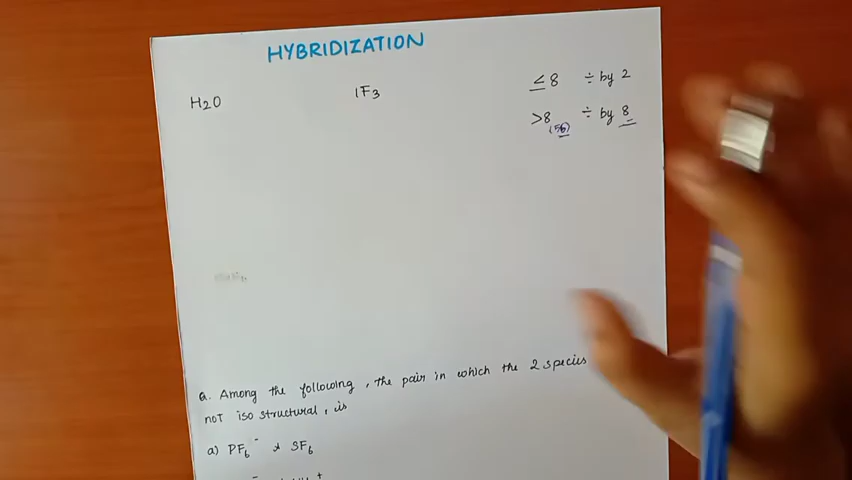 HYBRIDIZATION
H2O IF3 ≤ 8 ÷ by 2
>8 ÷ by 8
(56)
Q. Among the following, the pair in which the 2 species
not iso structural, is
a) PF6⁻ & SF6